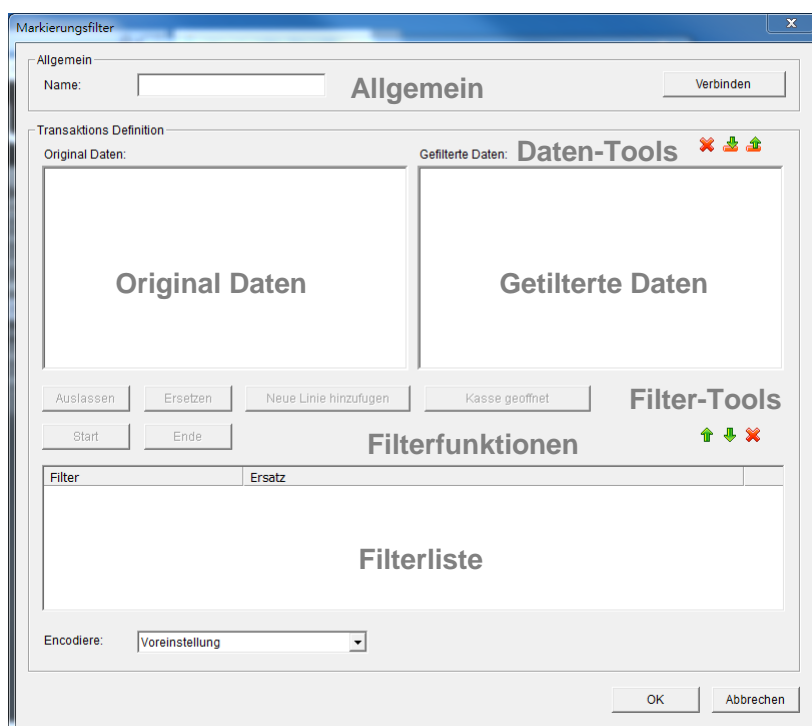 Markierungsfilter
x
Allgemein
Name: Allgemein Verbinden
Transaktions Definition
Original Daten: Gefilterte Daten: Daten-Tools
Original Daten Getilterte Daten
Auslassen Ersetzen Neue Linie hinzufugen Kasse geoffnet Filter-Tools
Start Ende Filterfunktionen
Filter Ersatz
Filterliste
Encodiere: Voreinstellung
OK Abbrechen